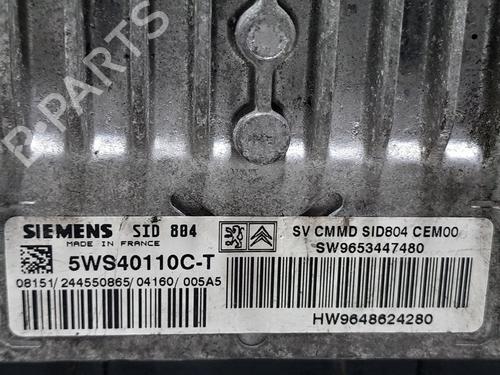 B-PARTS
SIEMENS SID 804
MADE IN FRANCE
5WS40110C-T
08151/244550865/04160/005A5
SV CMMD SID804 CEM00
SW9653447480
HW9648624280